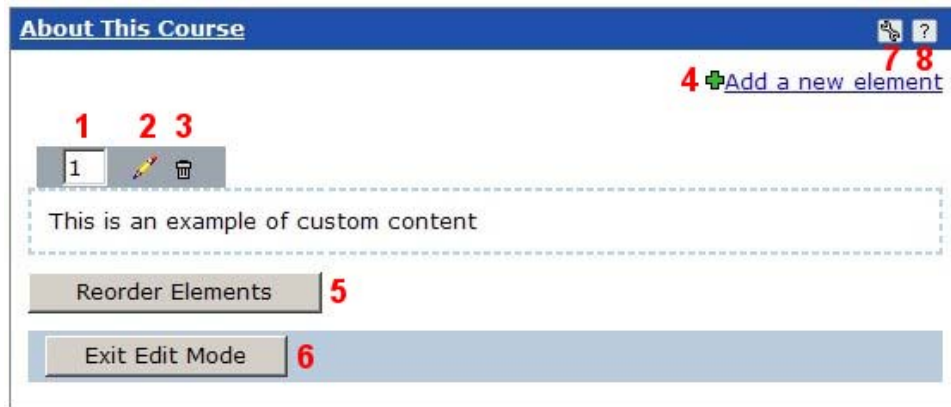 About This Course ?
7 8
4 Add a new element
1 2 3
1
This is an example of custom content
Reorder Elements 5
Exit Edit Mode 6